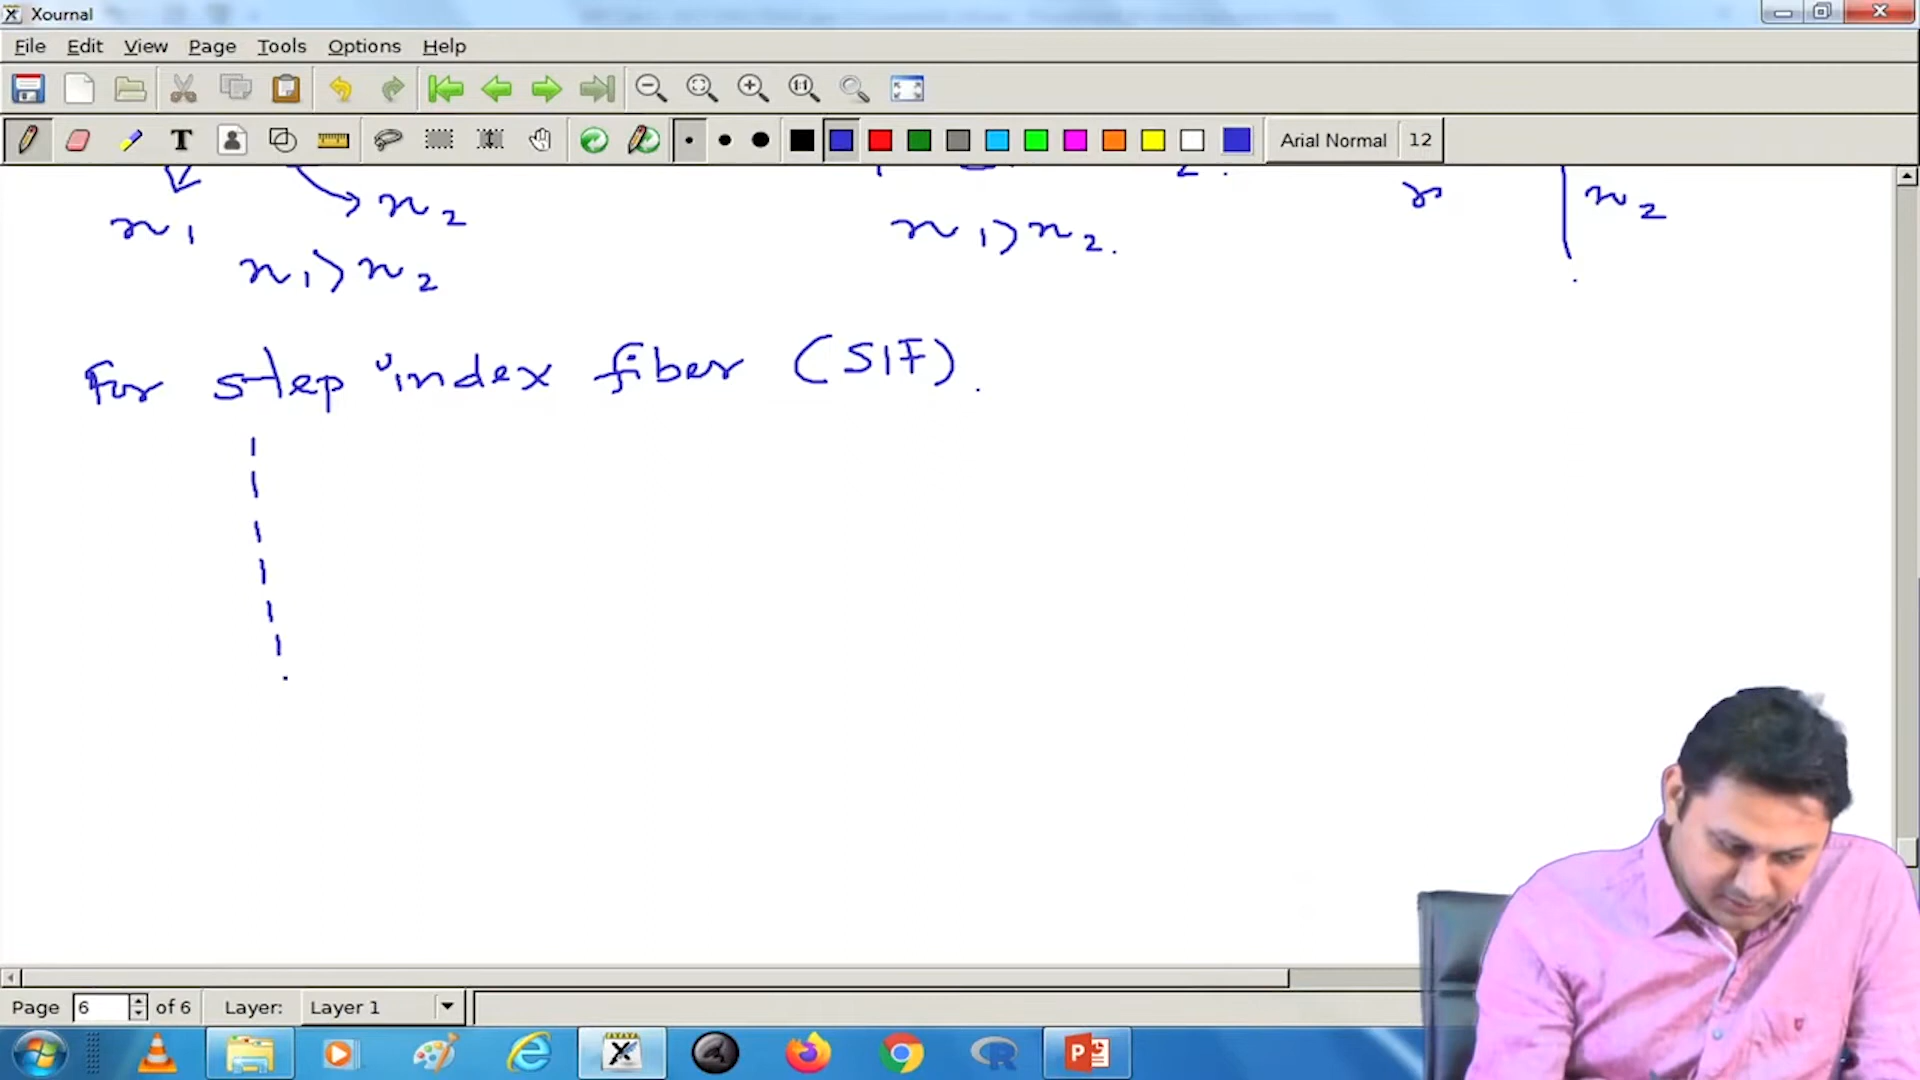 Xournal
File Edit View Page Tools Options Help
Arial Normal 12
n1 n2
n1 > n2
n1 > n2.
r n2
For step index fiber (SIF).
Page 6 of 6 Layer: Layer 1